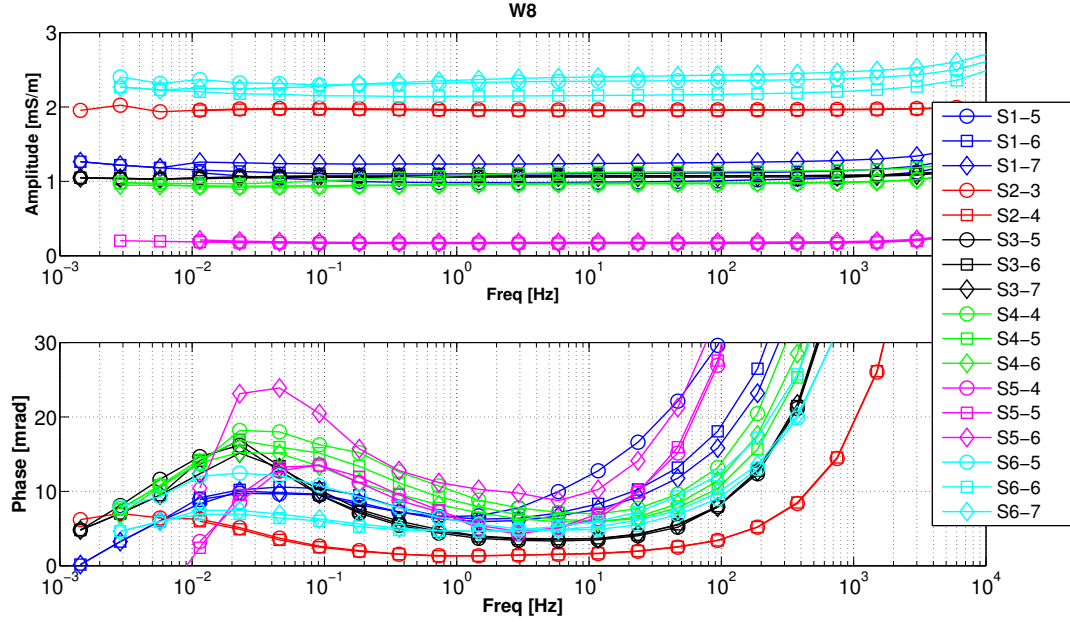 W8
3
2
1
0
Amplitude [mS/m]
10^-3 10^-2 10^-1 10^0 10^1 10^2 10^3 10^4
Freq [Hz]
S1-5
S1-6
S1-7
S2-3
S2-4
S3-5
S3-6
S3-7
S4-4
S4-5
S4-6
S5-4
S5-5
S5-6
S6-5
S6-6
S6-7
30
20
10
0
Phase [mrad]
10^-3 10^-2 10^-1 10^0 10^1 10^2 10^3 10^4
Freq [Hz]